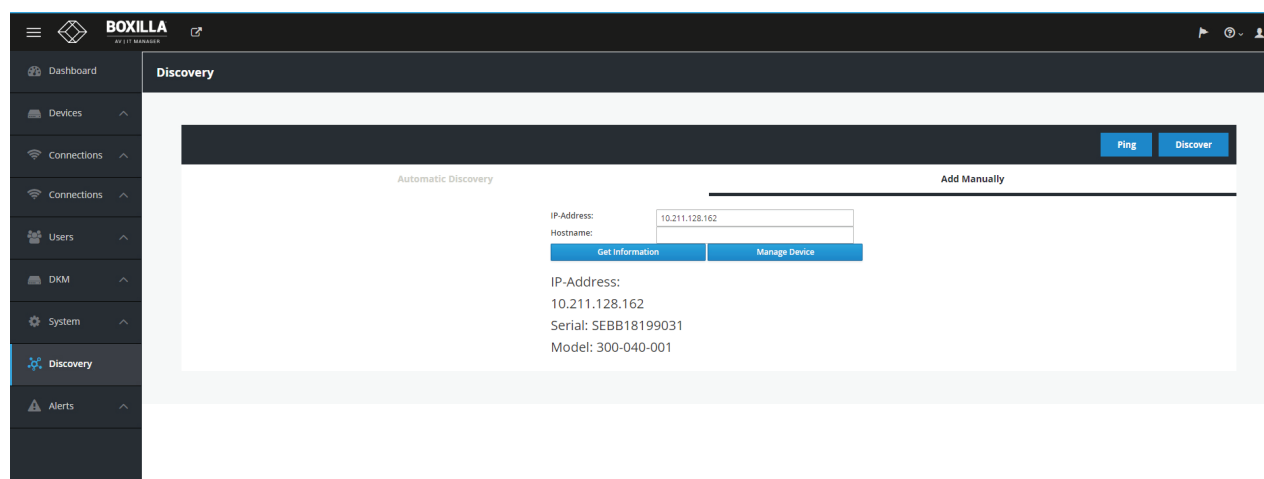 BOXILLA
AV | IT MANAGER
Dashboard
Discovery
Devices
Connections
Connections
Users
DKM
System
Discovery
Alerts
Ping
Discover
Automatic Discovery
Add Manually
IP-Address:
10.211.128.162
Hostname:
Get Information
Manage Device
IP-Address:
10.211.128.162
Serial: SEBB18199031
Model: 300-040-001